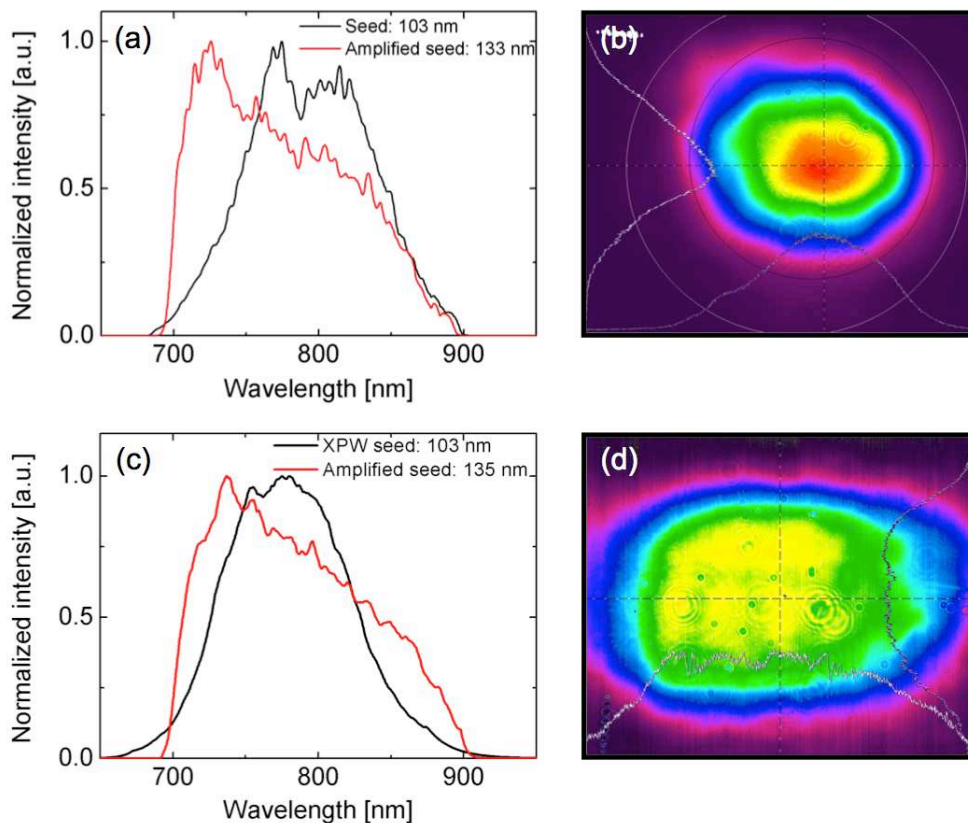 (a)
Seed: 103 nm
Amplified seed: 133 nm
Normalized intensity [a.u.]
1.0
0.5
0.0
700 800 900
Wavelength [nm]
(b)
(c)
XPW seed: 103 nm
Amplified seed: 135 nm
Normalized intensity [a.u.]
1.0
0.5
0.0
700 800 900
Wavelength [nm]
(d)